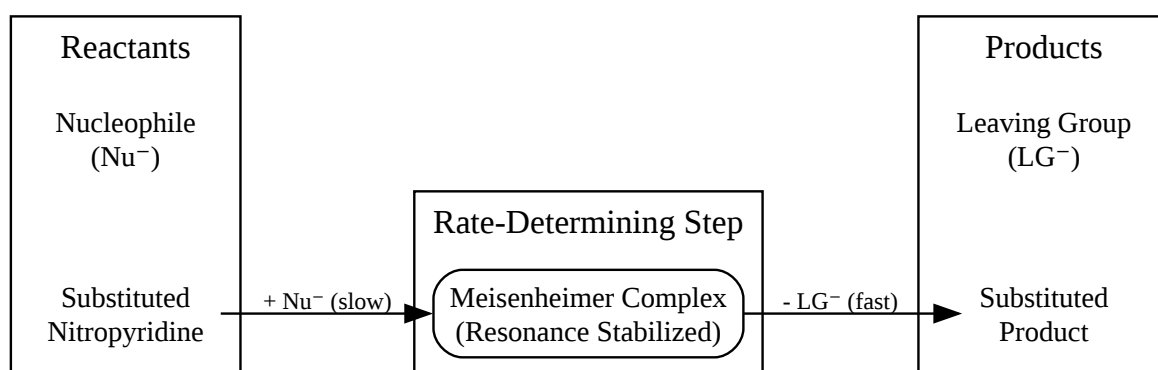 Reactants
Nucleophile
(Nu⁻)
Substituted
Nitropyridine
+ Nu⁻ (slow)
Rate-Determining Step
Meisenheimer Complex
(Resonance Stabilized)
- LG⁻ (fast)
Products
Leaving Group
(LG⁻)
Substituted
Product